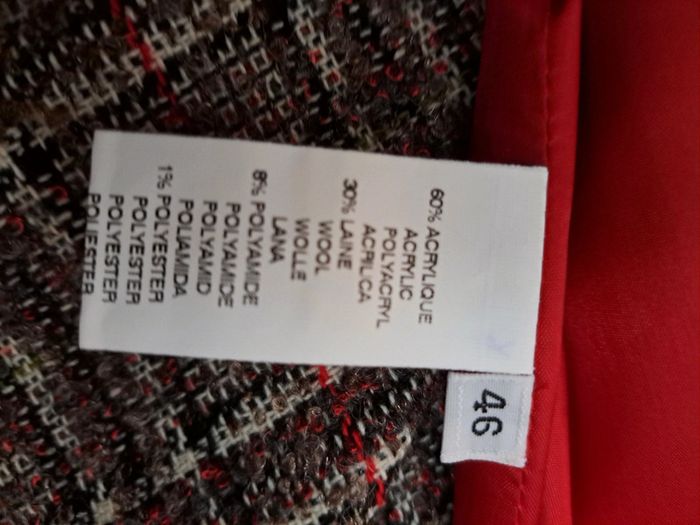 60% ACRYLIQUE
ACRYLIC
POLYACRYL
ACRILICA
30% LAINE
WOOL
WOLLE
LANA
8% POLYAMIDE
POLYAMIDE
POLYAMID
POLIAMIDA
1% POLYESTER
POLYESTER
POLYESTER
POLIESTER
46